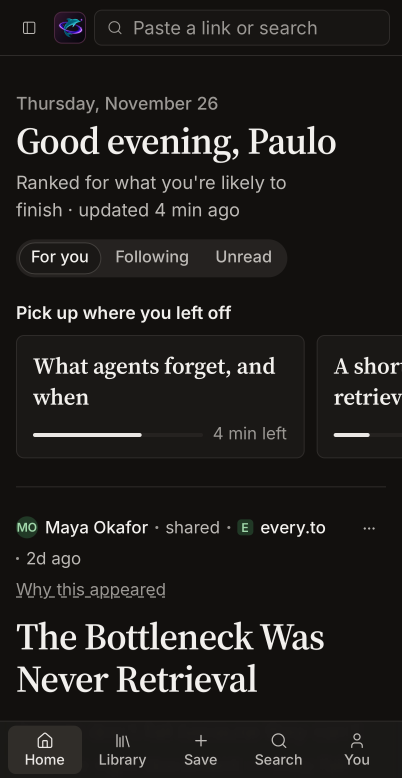 Paste a link or search
Thursday, November 26
Good evening, Paulo
Ranked for what you're likely to
finish · updated 4 min ago
For you Following Unread
Pick up where you left off
What agents forget, and
when
4 min left
A short
retriev
MO Maya Okafor · shared · E every.to ...
· 2d ago
Why this appeared
The Bottleneck Was
Never Retrieval
Home Library Save Search You